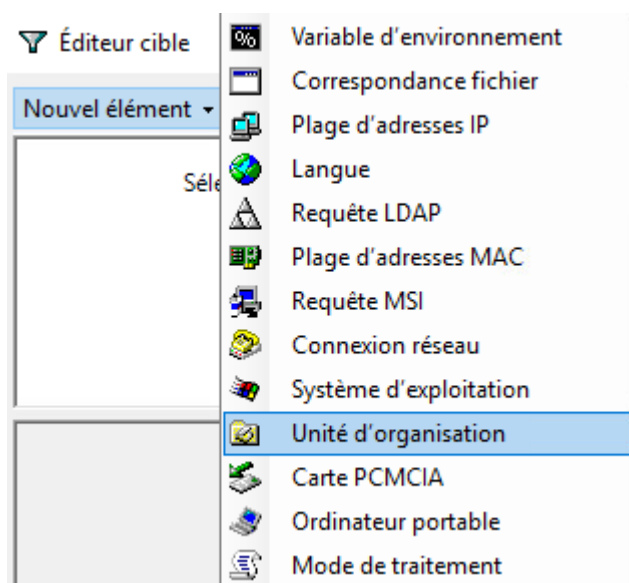 Éditeur cible
Nouvel élément
Séle
Variable d'environnement
Correspondance fichier
Plage d'adresses IP
Langue
Requête LDAP
Plage d'adresses MAC
Requête MSI
Connexion réseau
Système d'exploitation
Unité d'organisation
Carte PCMCIA
Ordinateur portable
Mode de traitement